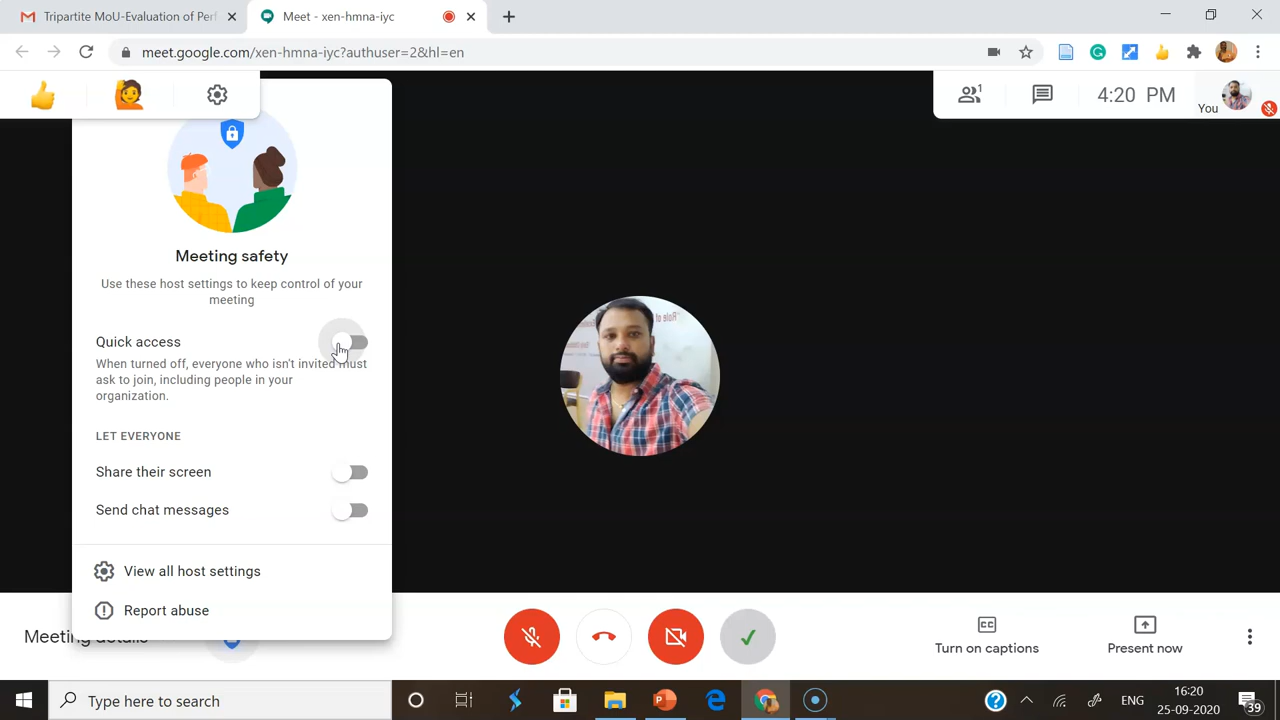 Tripartite MoU-Evaluation of Perf
Meet - xen-hmna-iyc
meet.google.com/xen-hmna-iyc?authuser=2&hl=en
1
4:20 PM
You
Meeting safety
Use these host settings to keep control of your
meeting
Quick access
When turned off, everyone who isn't invited must
ask to join, including people in your
organization.
LET EVERYONE
Share their screen
Send chat messages
View all host settings
Report abuse
Meeting details
CC
Turn on captions
Present now
Type here to search
ENG
16:20
25-09-2020
39